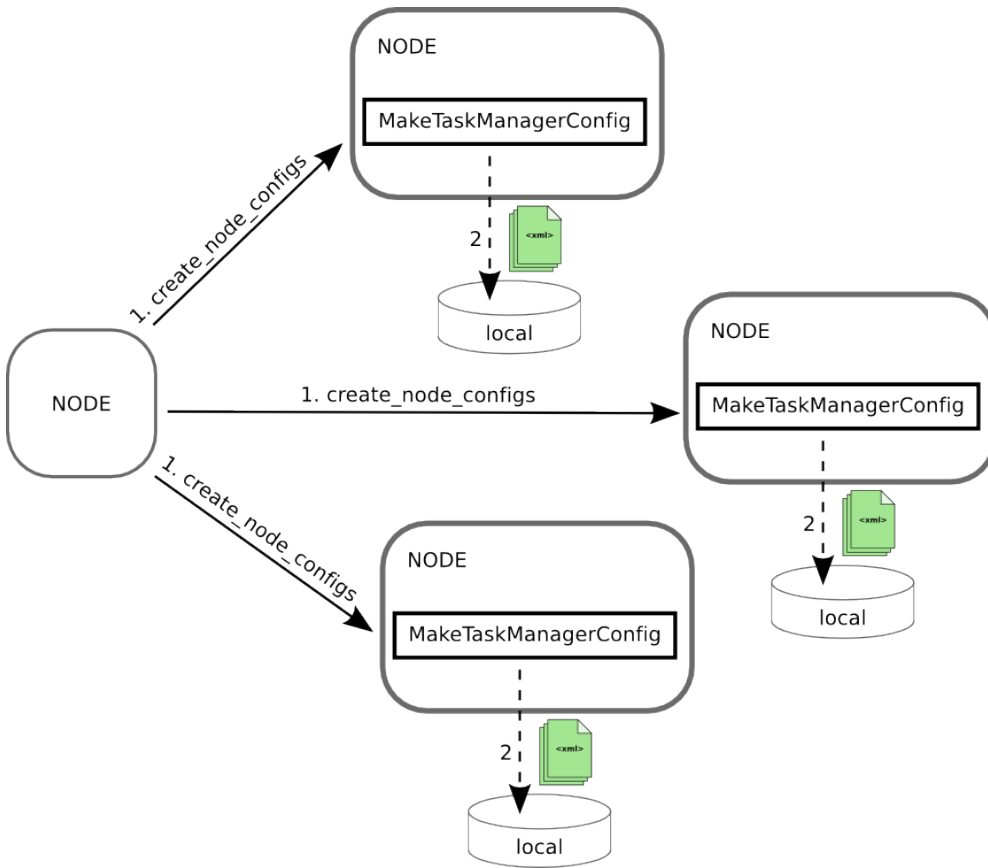 NODE
MakeTaskManagerConfig
1. create_node_configs
2
<xml>
local
NODE
NODE
1. create_node_configs
MakeTaskManagerConfig
1. create_node_configs
2
<xml>
local
NODE
MakeTaskManagerConfig
2
<xml>
local